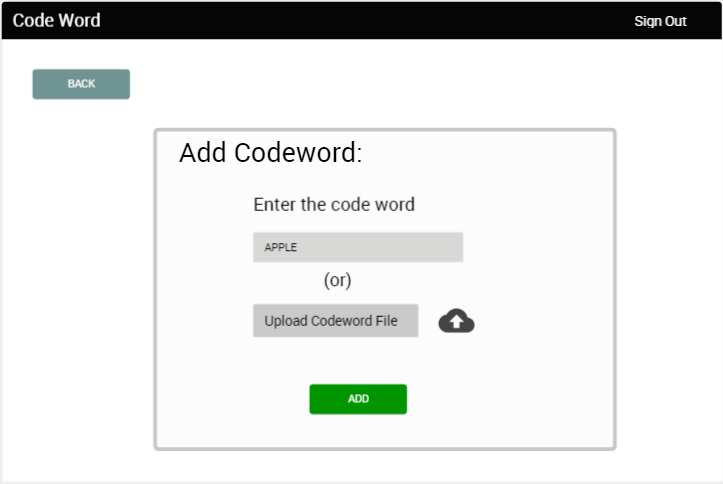 Code Word
Sign Out
BACK
Add Codeword:
Enter the code word
APPLE
(or)
Upload Codeword File
ADD